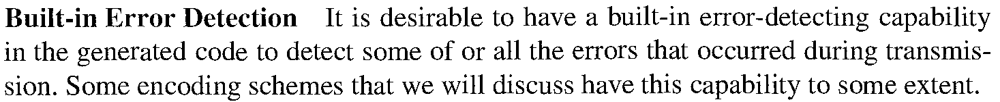 Built-in Error Detection It is desirable to have a built-in error-detecting capability
in the generated code to detect some of or all the errors that occurred during transmis-
sion. Some encoding schemes that we will discuss have this capability to some extent.